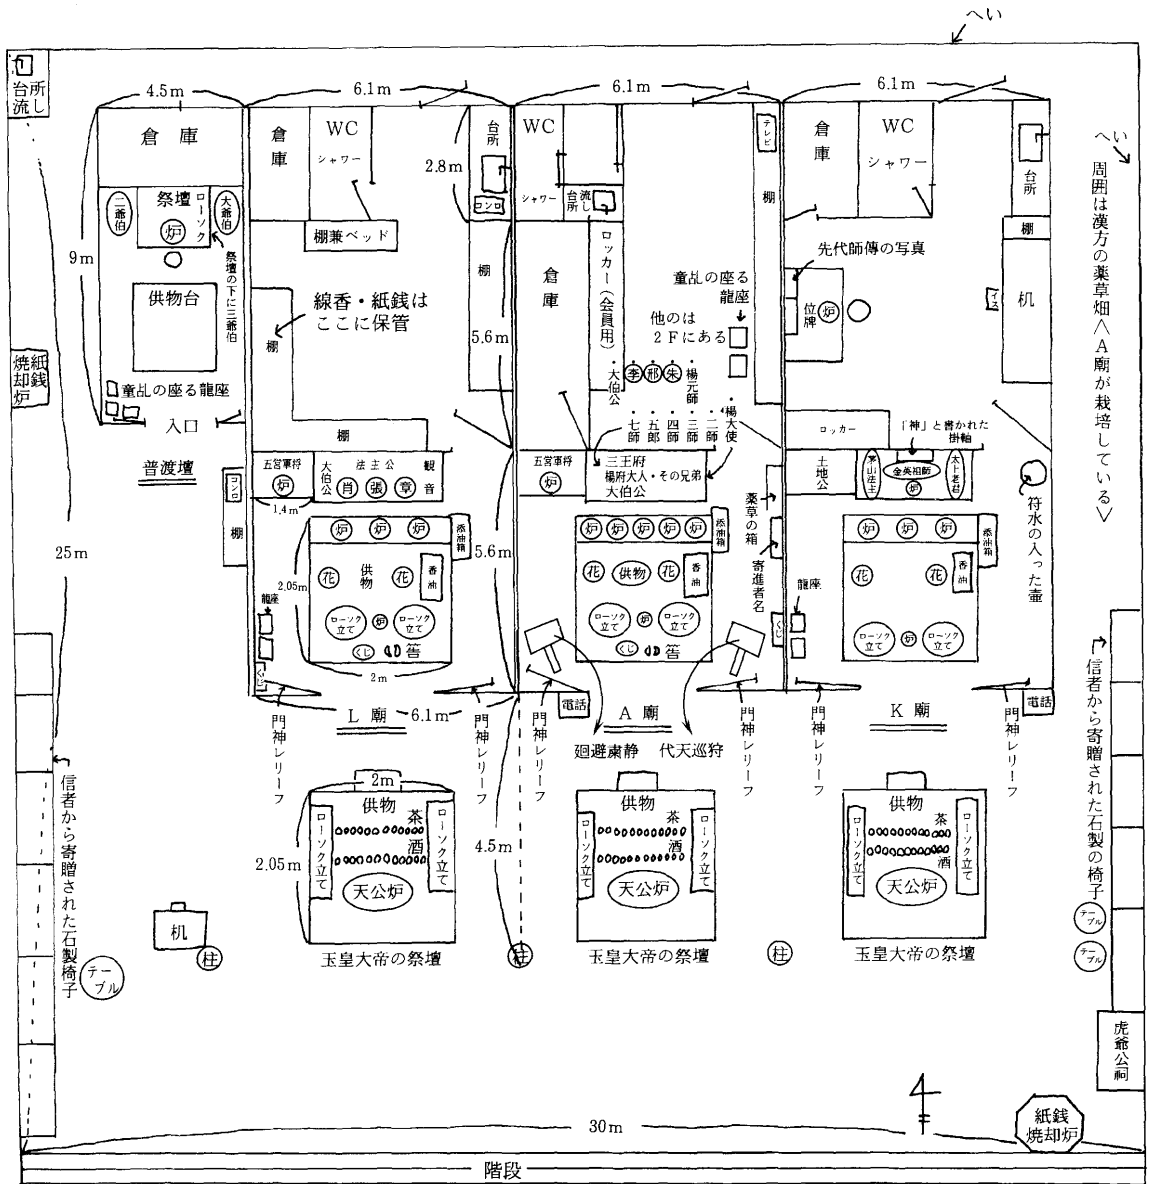 へい
台所
流し
4.5m
6.1m
6.1m
6.1m
倉庫
倉庫
WC
シャワー
台所
コンロ
2.8m
WC
シャワー
台所
流し
テレビ
棚
倉庫
WC
シャワー
台所
棚
机
イス
へい
周囲は漢方の薬草畑〈A廟が栽培している〉
9m
二爺伯
祭壇
炉
ローソク
大爺伯
祭壇の下に三爺伯
供物台
童乩の座る龍座
入口
普渡壇
紙銭
焼却炉
棚兼ベッド
線香・紙銭は
ここに保管
棚
棚
棚
5.6m
倉庫
ロッカー(会員用)
童乩の座る
龍座
他のは
2Fにある
・大伯公
李
邢
朱
・楊元師
・七師
・五郎
・四師
・三師
・二師
・楊大使
先代師傳の写真
位牌
炉
ロッカー
「神」と書かれた
掛軸
コンロ
棚
五営軍将
炉
1.4m
大伯公
法主公
肖
張
章
観音
五営軍将
炉
三王府
楊府大人・その兄弟
大伯公
薬草の箱
寄進者名
土地公
茅山法主
金英祖師
炉
太上老君
符水の入った壷
25m
炉
炉
炉
添油箱
2.05m
供物
花
花
香油
ローソク
立て
炉
ローソク
立て
くじ
筶
2m
龍座
くじ
5.6m
炉
炉
炉
炉
炉
添油箱
花
供物
花
香油
ローソク
立て
炉
ローソク
立て
くじ
筶
くじ
龍座
炉
炉
炉
添油箱
花
花
香油
ローソク
立て
炉
ローソク
立て
門神レリーフ
L廟
6.1m
門神レリーフ
門神レリーフ
電話
A廟
廻避粛静
代天巡狩
門神レリーフ
門神レリーフ
K廟
門神レリーフ
電話
信者から寄贈された石製椅子
信者から寄贈された石製の椅子
2m
2.05m
供物
茶
酒
ローソク立て
ローソク立て
天公炉
玉皇大帝の祭壇
4.5m
供物
茶
酒
ローソク立て
ローソク立て
天公炉
玉皇大帝の祭壇
供物
茶
酒
ローソク立て
ローソク立て
天公炉
玉皇大帝の祭壇
机
柱
柱
柱
テーブル
テーブル
テーブル
虎爺公祠
紙銭
焼却炉
30m
階段